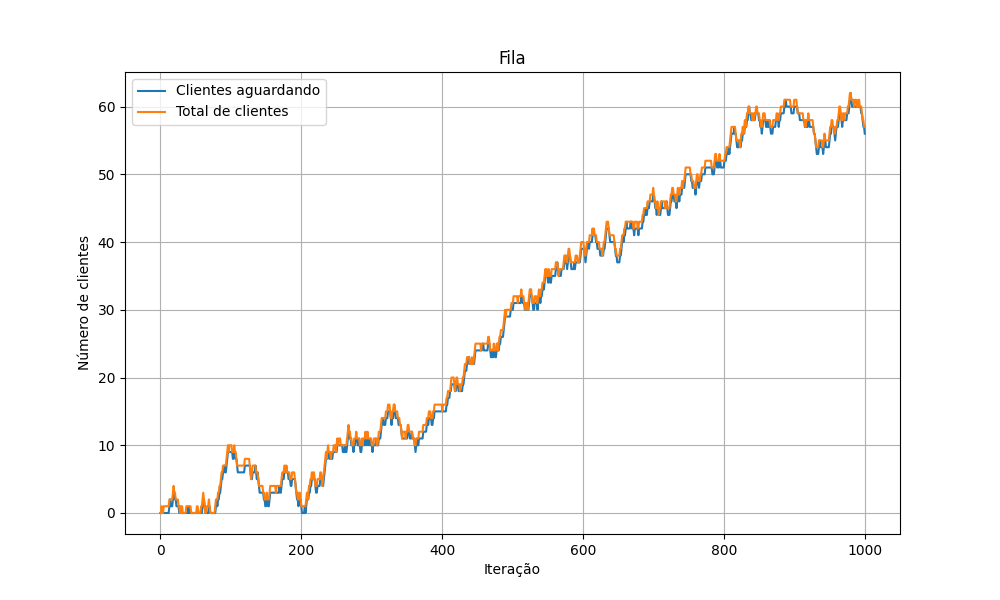 Fila
Clientes aguardando
Total de clientes
Número de clientes
60
50
40
30
20
10
0
0 200 400 600 800 1000
Iteração